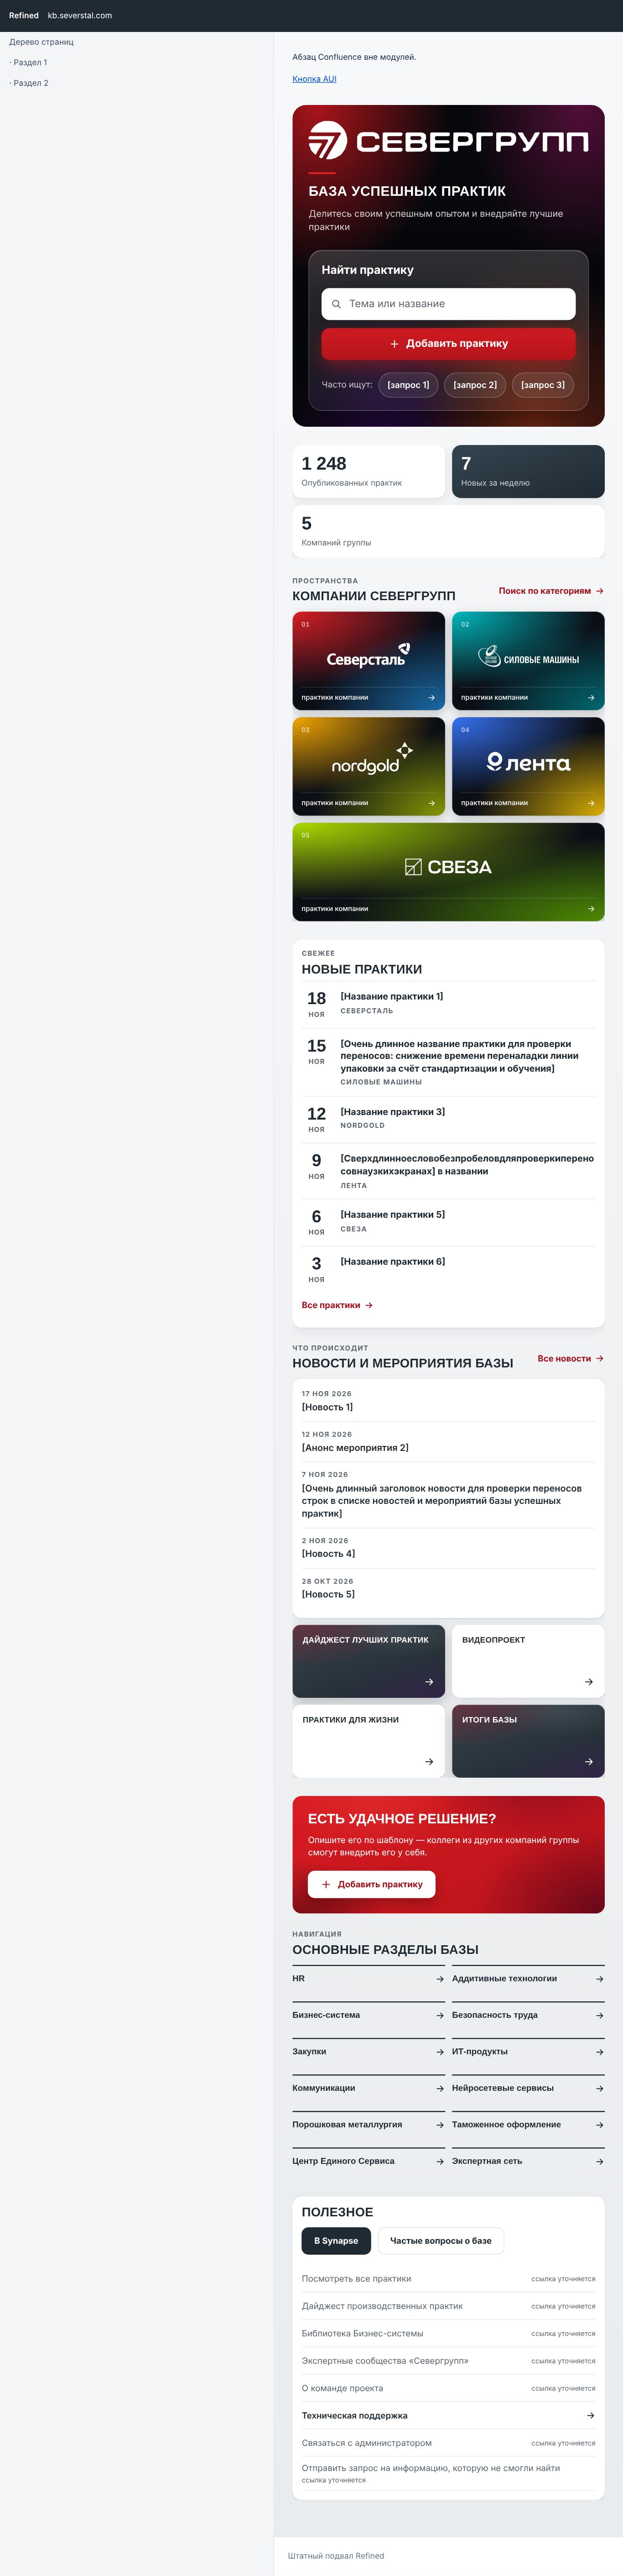 Refined kb.severstal.com
Дерево страниц
· Раздел 1
· Раздел 2
Абзац Confluence вне модулей.
Кнопка AUI
СЕВЕРГРУПП
БАЗА УСПЕШНЫХ ПРАКТИК
Делитесь своим успешным опытом и внедряйте лучшие
практики
Найти практику
Тема или название
+ Добавить практику
Часто ищут: [запрос 1] [запрос 2] [запрос 3]
1 248
Опубликованных практик
7
Новых за неделю
5
Компаний группы
ПРОСТРАНСТВА
КОМПАНИИ СЕВЕРГРУПП
Поиск по категориям →
01
Северсталь
практики компании →
02
СИЛОВЫЕ МАШИНЫ
практики компании →
03
nordgold
практики компании →
04
лента
практики компании →
05
СВЕЗА
практики компании →
СВЕЖЕЕ
НОВЫЕ ПРАКТИКИ
18 НОЯ
[Название практики 1]
СЕВЕРСТАЛЬ
15 НОЯ
[Очень длинное название практики для проверки
переносов: снижение времени переналадки линии
упаковки за счёт стандартизации и обучения]
СИЛОВЫЕ МАШИНЫ
12 НОЯ
[Название практики 3]
NORDGOLD
9 НОЯ
[Сверхдлинноесловобезпробеловдляпроверкиперено
совнаузкихэкранах] в названии
ЛЕНТА
6 НОЯ
[Название практики 5]
СВЕЗА
3 НОЯ
[Название практики 6]
Все практики →
ЧТО ПРОИСХОДИТ
НОВОСТИ И МЕРОПРИЯТИЯ БАЗЫ
Все новости →
17 НОЯ 2026
[Новость 1]
12 НОЯ 2026
[Анонс мероприятия 2]
7 НОЯ 2026
[Очень длинный заголовок новости для проверки переносов
строк в списке новостей и мероприятий базы успешных
практик]
2 НОЯ 2026
[Новость 4]
28 ОКТ 2026
[Новость 5]
ДАЙДЖЕСТ ЛУЧШИХ ПРАКТИК →
ВИДЕОПРОЕКТ →
ПРАКТИКИ ДЛЯ ЖИЗНИ →
ИТОГИ БАЗЫ →
ЕСТЬ УДАЧНОЕ РЕШЕНИЕ?
Опишите его по шаблону — коллеги из других компаний группы
смогут внедрить его у себя.
+ Добавить практику
НАВИГАЦИЯ
ОСНОВНЫЕ РАЗДЕЛЫ БАЗЫ
HR →
Аддитивные технологии →
Бизнес-система →
Безопасность труда →
Закупки →
ИТ-продукты →
Коммуникации →
Нейросетевые сервисы →
Порошковая металлургия →
Таможенное оформление →
Центр Единого Сервиса →
Экспертная сеть →
ПОЛЕЗНОЕ
В Synapse
Частые вопросы о базе
Посмотреть все практики ссылка уточняется
Дайджест производственных практик ссылка уточняется
Библиотека Бизнес-системы ссылка уточняется
Экспертные сообщества «Севергрупп» ссылка уточняется
О команде проекта ссылка уточняется
Техническая поддержка →
Связаться с администратором ссылка уточняется
Отправить запрос на информацию, которую не смогли найти
ссылка уточняется
Штатный подвал Refined